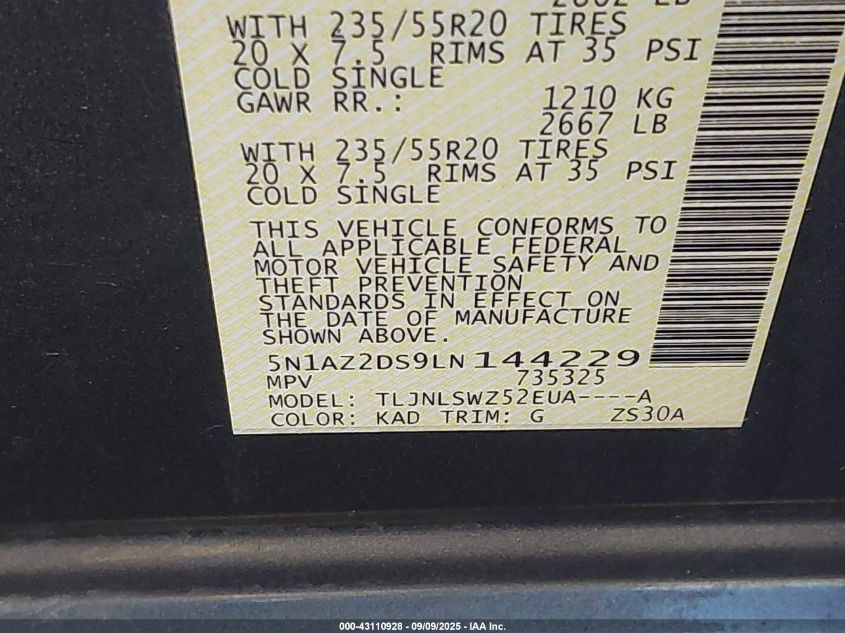 WITH 235/55R20 TIRES
20 X 7.5 RIMS AT 35 PSI
COLD SINGLE
GAWR RR.: 1210 KG
2667 LB
WITH 235/55R20 TIRES
20 X 7.5 RIMS AT 35 PSI
COLD SINGLE
THIS VEHICLE CONFORMS TO
ALL APPLICABLE FEDERAL
MOTOR VEHICLE SAFETY AND
THEFT PREVENTION
STANDARDS IN EFFECT ON
THE DATE OF MANUFACTURE
SHOWN ABOVE.
5N1AZ2DS9LN 144229
MPV 735325
MODEL: TLJNLSWZ52EUA----A
COLOR: KAD TRIM: G ZS30A
000-43110928 - 09/09/2025 - IAA Inc.